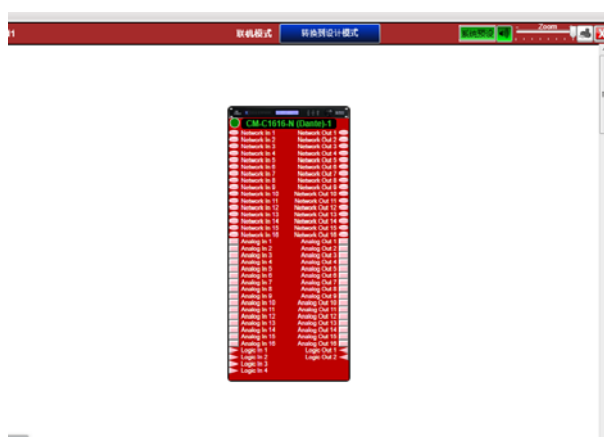 联机模式 转换到设计模式 系统预设 Zoom
CM-C1616-N (Dante)-1
Network In 1 Network Out 1
Network In 2 Network Out 2
Network In 3 Network Out 3
Network In 4 Network Out 4
Network In 5 Network Out 5
Network In 6 Network Out 6
Network In 7 Network Out 7
Network In 8 Network Out 8
Network In 9 Network Out 9
Network In 10 Network Out 10
Network In 11 Network Out 11
Network In 12 Network Out 12
Network In 13 Network Out 13
Network In 14 Network Out 14
Network In 15 Network Out 15
Network In 16 Network Out 16
Analog In 1 Analog Out 1
Analog In 2 Analog Out 2
Analog In 3 Analog Out 3
Analog In 4 Analog Out 4
Analog In 5 Analog Out 5
Analog In 6 Analog Out 6
Analog In 7 Analog Out 7
Analog In 8 Analog Out 8
Analog In 9 Analog Out 9
Analog In 10 Analog Out 10
Analog In 11 Analog Out 11
Analog In 12 Analog Out 12
Analog In 13 Analog Out 13
Analog In 14 Analog Out 14
Analog In 15 Analog Out 15
Analog In 16 Analog Out 16
Logic In 1 Logic Out 1
Logic In 2 Logic Out 2
Logic In 3
Logic In 4